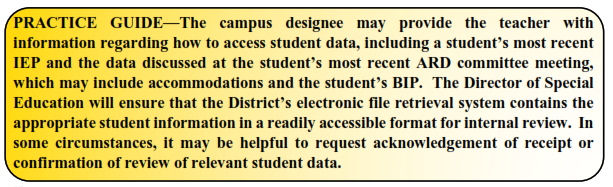 PRACTICE GUIDE—The campus designee may provide the teacher with
information regarding how to access student data, including a student's most recent
IEP and the data discussed at the student's most recent ARD committee meeting,
which may include accommodations and the student's BIP.  The Director of Special
Education will ensure that the District's electronic file retrieval system contains the
appropriate student information in a readily accessible format for internal review.  In
some circumstances, it may be helpful to request acknowledgement of receipt or
confirmation of review of relevant student data.